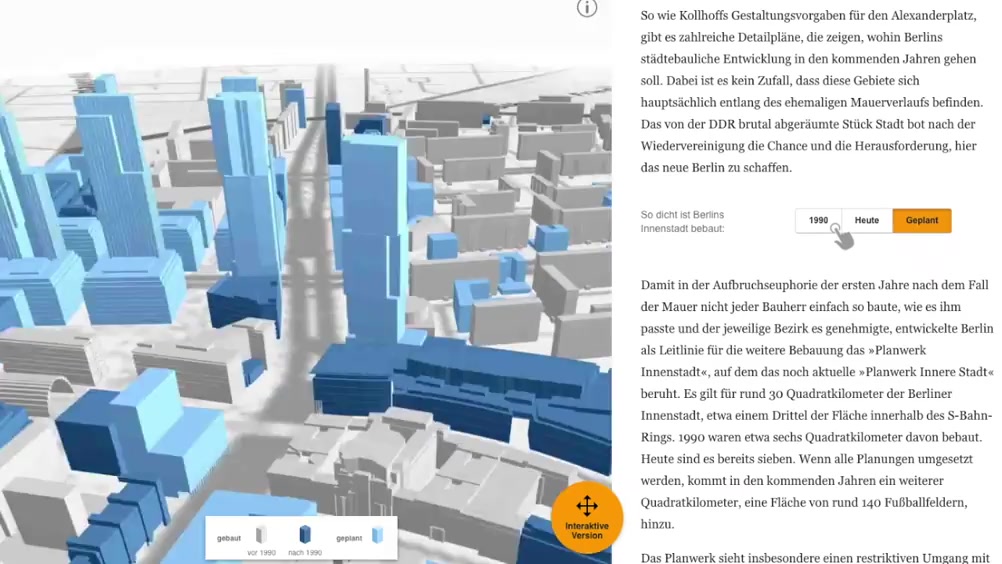 So wie Kollhoffs Gestaltungsvorgaben für den Alexanderplatz,
gibt es zahlreiche Detailpläne, die zeigen, wohin Berlins
städtebauliche Entwicklung in den kommenden Jahren gehen
soll. Dabei ist es kein Zufall, dass diese Gebiete sich
hauptsächlich entlang des ehemaligen Mauerverlaufs befinden.
Das von der DDR brutal abgeräumte Stück Stadt bot nach der
Wiedervereinigung die Chance und die Herausforderung, hier
das neue Berlin zu schaffen.
So dicht ist Berlins
Innenstadt bebaut:
1990 Heute Geplant
Damit in der Aufbruchseuphorie der ersten Jahre nach dem Fall
der Mauer nicht jeder Bauherr einfach so baute, wie es ihm
passte und der jeweilige Bezirk es genehmigte, entwickelte Berlin
als Leitlinie für die weitere Bebauung das »Planwerk
Innenstadt«, auf dem das noch aktuelle »Planwerk Innere Stadt«
beruht. Es gilt für rund 30 Quadratkilometer der Berliner
Innenstadt, etwa einem Drittel der Fläche innerhalb des S-Bahn-
Rings. 1990 waren etwa sechs Quadratkilometer davon bebaut.
Heute sind es bereits sieben. Wenn alle Planungen umgesetzt
werden, kommt in den kommenden Jahren ein weiterer
Quadratkilometer, eine Fläche von rund 140 Fußballfeldern,
hinzu.
Das Planwerk sieht insbesondere einen restriktiven Umgang mit
i
gebaut
vor 1990
nach 1990
geplant
Interaktive
Version